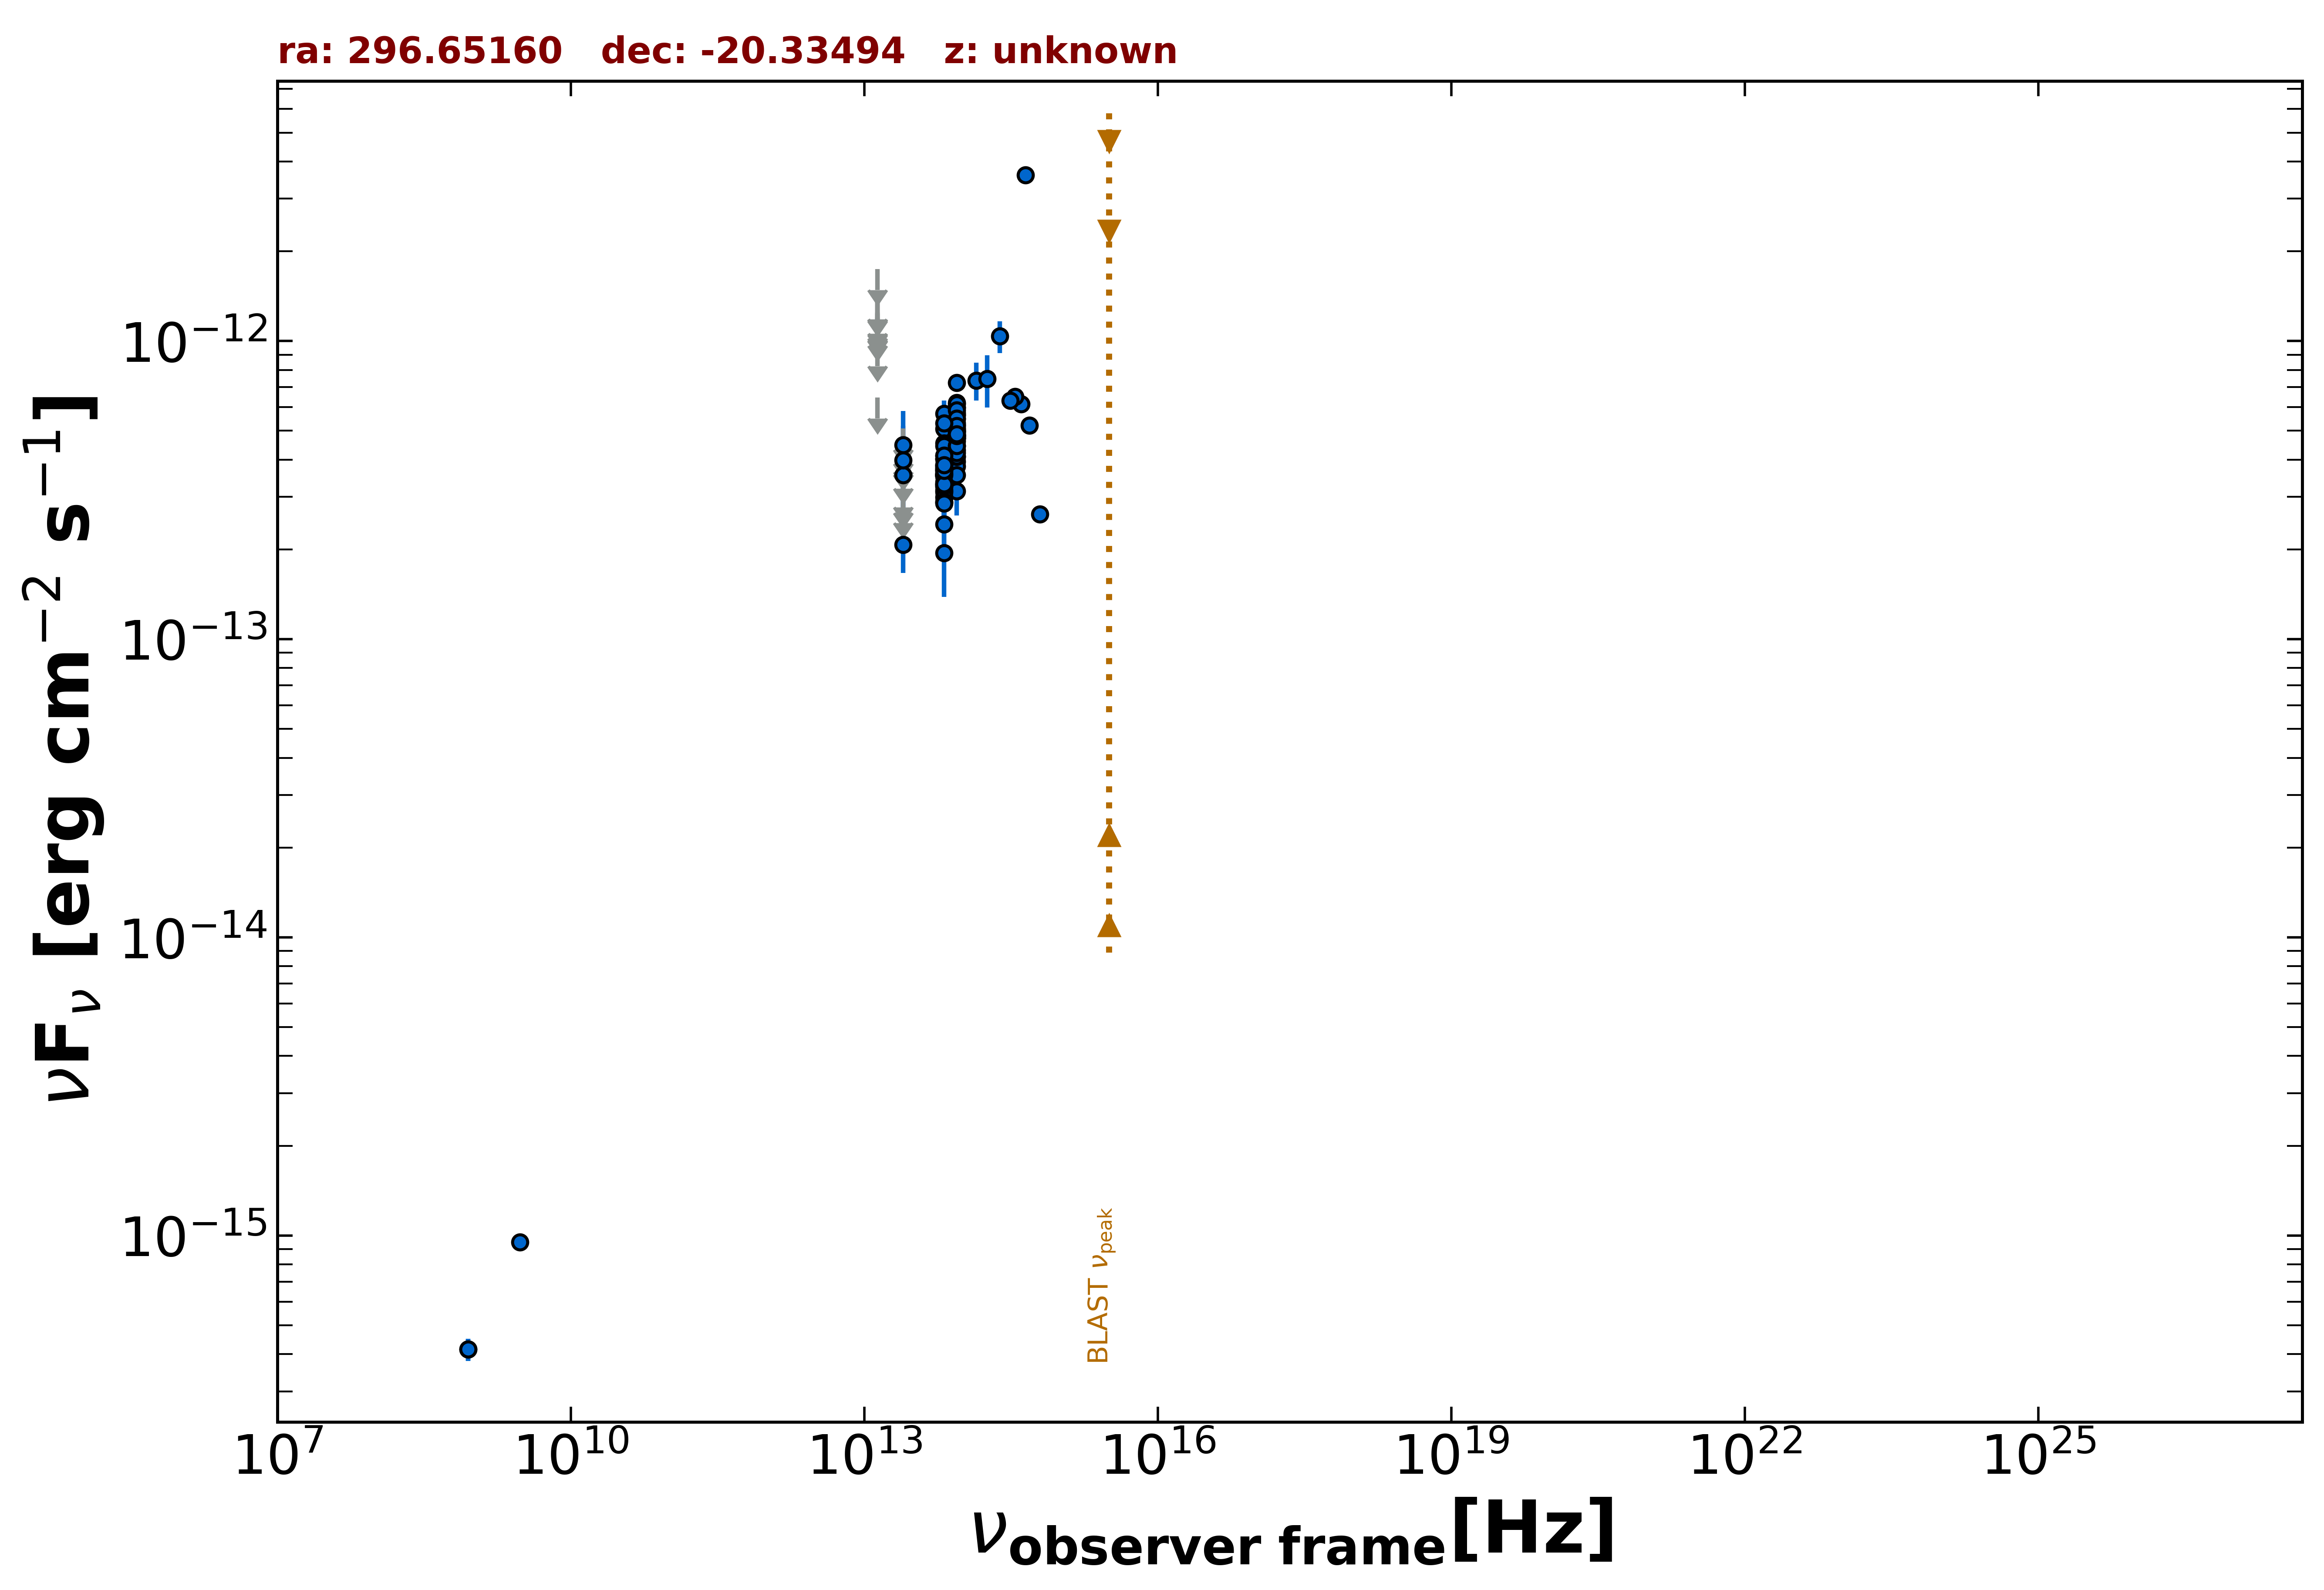 ra: 296.65160 dec: -20.33494 z: unknown
νFν [erg cm⁻² s⁻¹]
10⁻¹²
10⁻¹³
10⁻¹⁴
10⁻¹⁵
BLAST νpeak
10⁷ 10¹⁰ 10¹³ 10¹⁶ 10¹⁹ 10²² 10²⁵
νobserver frame[Hz]